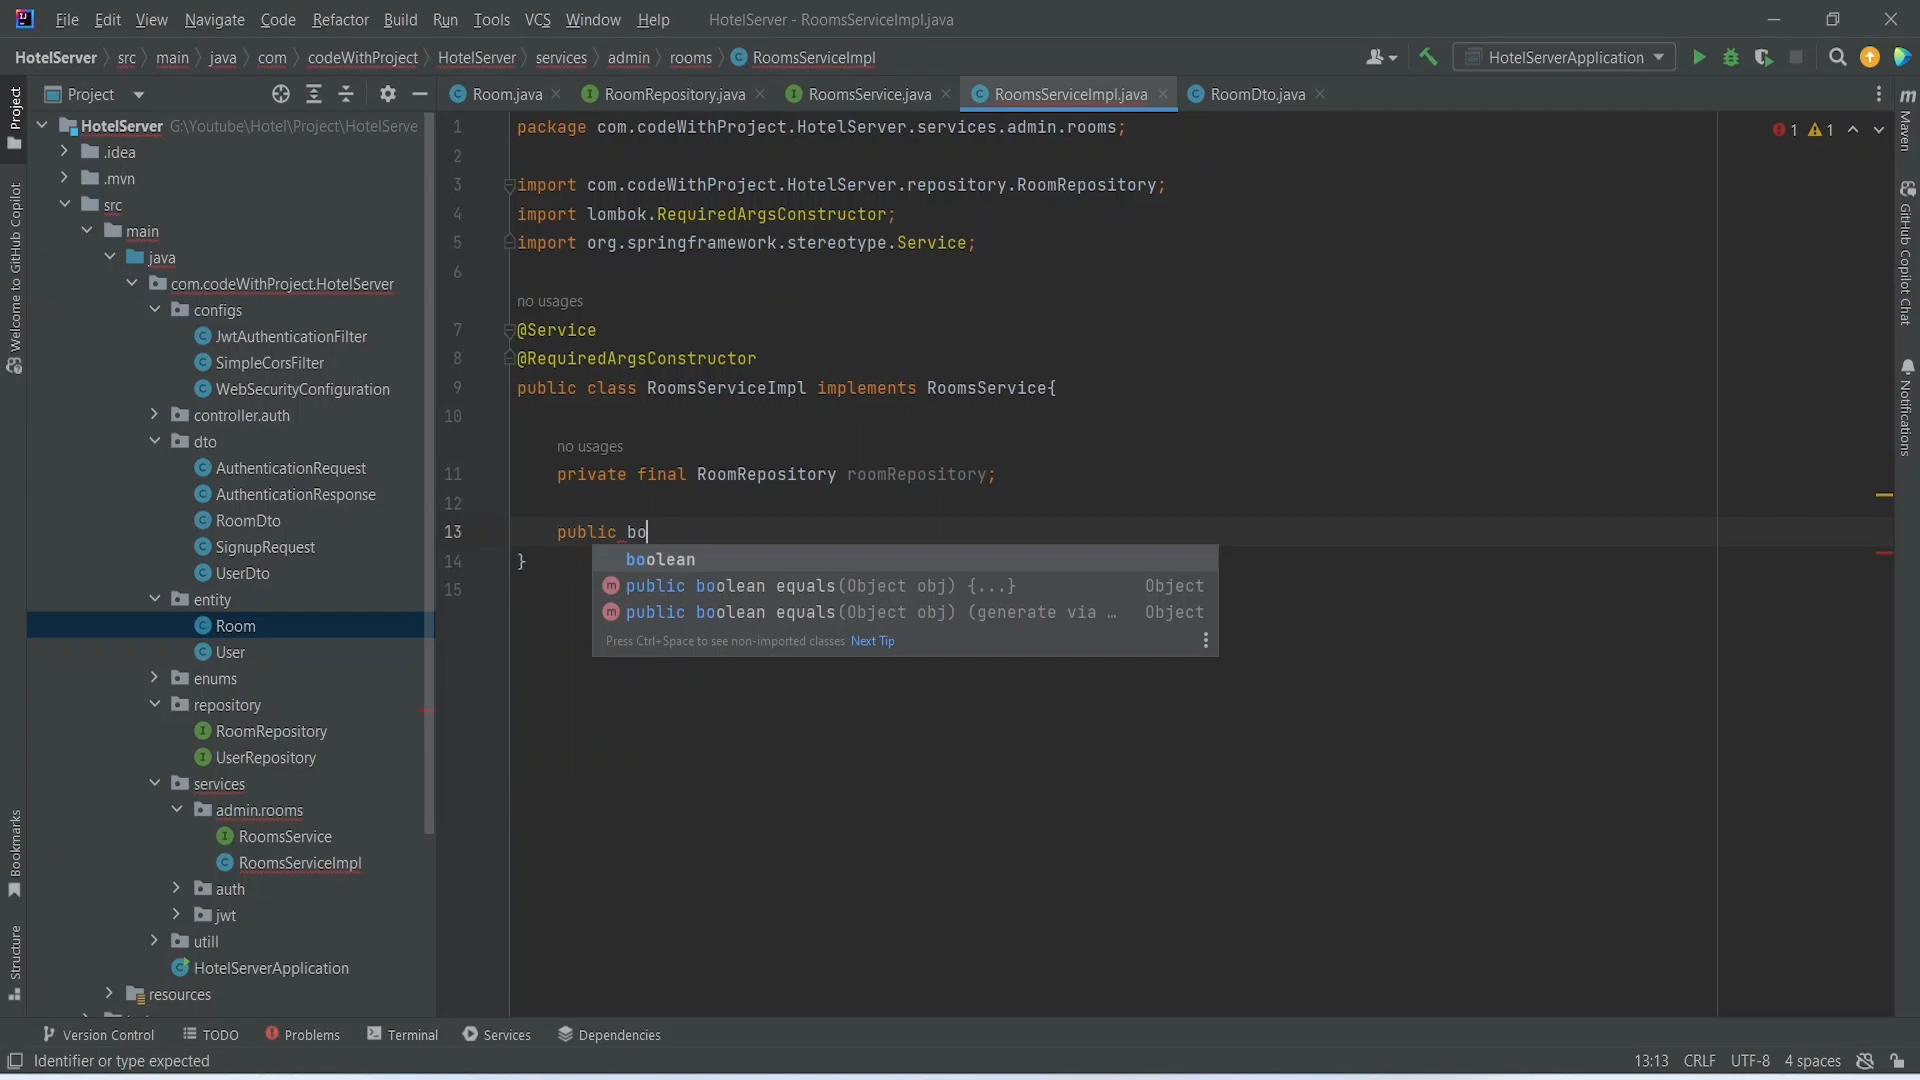 File Edit View Navigate Code Refactor Build Run Tools VCS Window Help HotelServer - RoomsServiceImpl.java
HotelServer src main java com codeWithProject HotelServer services admin rooms RoomsServiceImpl HotelServerApplication
Project Room.java RoomRepository.java RoomsService.java RoomsServiceImpl.java RoomDto.java
Project
Welcome to GitHub Copilot
Bookmarks
Structure
HotelServer G:\Youtube\Hotel\Project\HotelServe
.idea
.mvn
src
main
java
com.codeWithProject.HotelServer
configs
JwtAuthenticationFilter
SimpleCorsFilter
WebSecurityConfiguration
controller.auth
dto
AuthenticationRequest
AuthenticationResponse
RoomDto
SignupRequest
UserDto
entity
Room
User
enums
repository
RoomRepository
UserRepository
services
admin.rooms
RoomsService
RoomsServiceImpl
auth
jwt
utill
HotelServerApplication
resources
1 package com.codeWithProject.HotelServer.services.admin.rooms;
2
3 import com.codeWithProject.HotelServer.repository.RoomRepository;
4 import lombok.RequiredArgsConstructor;
5 import org.springframework.stereotype.Service;
6
no usages
7 @Service
8 @RequiredArgsConstructor
9 public class RoomsServiceImpl implements RoomsService{
10
no usages
11 private final RoomRepository roomRepository;
12
13 public bo
14 }
15
boolean
public boolean equals(Object obj) {...} Object
public boolean equals(Object obj) (generate via … Object
Press Ctrl+Space to see non-imported classes Next Tip
1 1
m
Maven
GitHub Copilot Chat
Notifications
Version Control TODO Problems Terminal Services Dependencies
Identifier or type expected 13:13 CRLF UTF-8 4 spaces